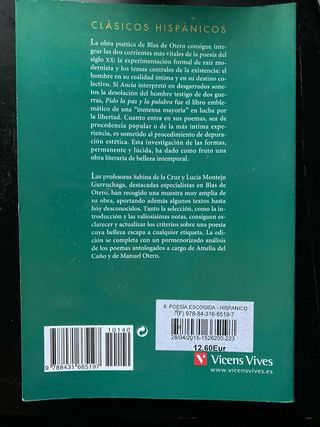 CLÁSICOS HISPÁNICOS
La obra poética de Blas de Otero consigue inte-
grar las dos corrientes más vitales de la poesía del
siglo XX: la experimentación formal de raíz mo-
dernista y los temas centrales de la existencia: el
hombre en su realidad íntima y en su destino co-
lectivo. Si Ancia interpretó en desgarrados sone-
tos la desolación del hombre testigo de dos gue-
rras, Pido la paz y la palabra fue el libro emble-
mático de una "inmensa mayoría" en lucha por
la libertad. Cuanto entra en sus poemas, sea de
procedencia popular o de la más íntima experien-
cia, es sometido al procedimiento de depura-
ción estética. Esta investigación de las formas,
permanente y lúcida, ha dado como fruto una
obra literaria de belleza intemporal.
Las profesoras Sabina de la Cruz y Lucía Montejo
Gurruchaga, destacadas especialistas en Blas de
Otero, han recogido una muestra muy amplia de
su obra, aportando además algunos textos hasta
hoy desconocidos. Tanto la selección, como la in-
troducción y las valiosísimas notas, consiguen es-
clarecer y actualizar los criterios sobre una poesía
cuya belleza escapa a cualquier etiqueta. La edi-
ción se completa con un pormenorizado análisis
de los poemas antologados a cargo de Amelia del
Caño y de Manuel Otero.
10140
9 788431 665197
8. POESÍA ESCOGIDA - HISPANICO
(F) 978-84-316-6519-7
28/04/2015-1526200-223
12.60Eur
Vicens Vives
www.vicensvives.es